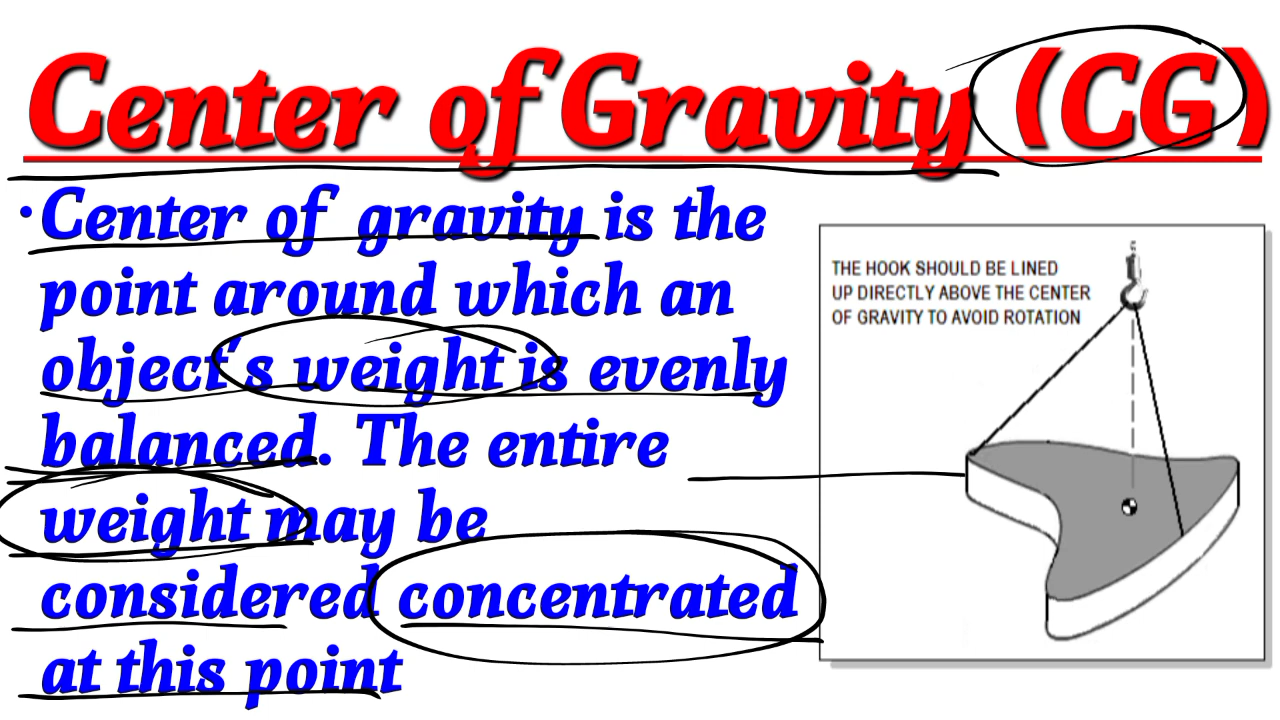 Center of Gravity (CG)
•Center of gravity is the
point around which an
object's weight is evenly
balanced. The entire
weight may be
considered concentrated
at this point
THE HOOK SHOULD BE LINED
UP DIRECTLY ABOVE THE CENTER
OF GRAVITY TO AVOID ROTATION